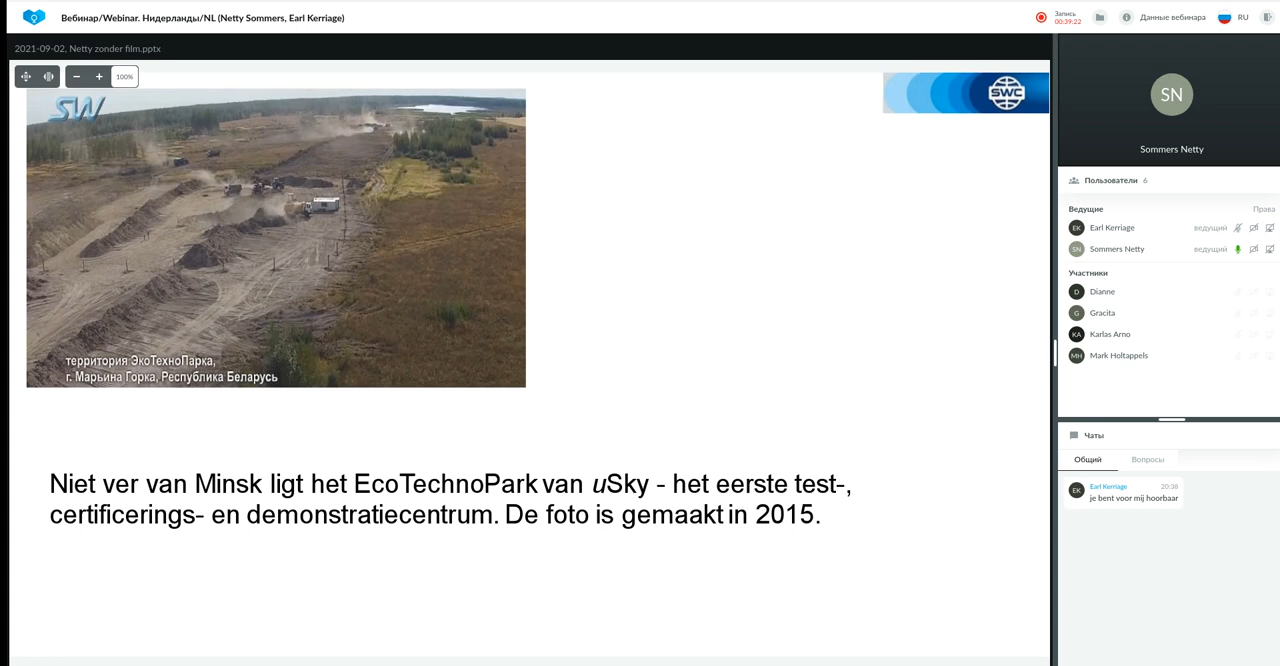 Вебинар/Webinar. Нидерланды/NL (Netty Sommers, Earl Kerriage)
Запись
00:39:22
Данные вебинара
RU
2021-09-02, Netty zonder film.pptx
100%
SW
SWC
территория ЭкоТехноПарка,
г. Марьина Горка, Республика Беларусь
Niet ver van Minsk ligt het EcoTechnoPark van uSky - het eerste test-,
certificerings- en demonstratiecentrum. De foto is gemaakt in 2015.
SN
Sommers Netty
Пользователи 6
Ведущие Права
EK Earl Kerriage ведущий
SN Sommers Netty ведущий
Участники
D Dianne
G Gracita
KA Karlas Arno
MH Mark Holtappels
Чаты
Общий Вопросы
EK Earl Kerriage 20:38
je bent voor mij hoorbaar